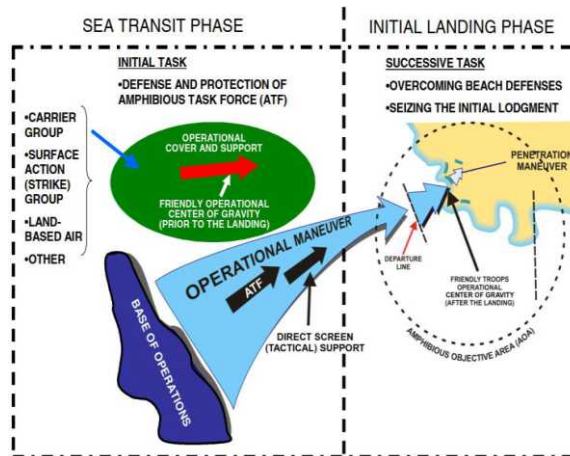 SEA TRANSIT PHASE
INITIAL TASK
•DEFENSE AND PROTECTION OF
AMPHIBIOUS TASK FORCE (ATF)
•CARRIER
GROUP
•SURFACE
ACTION
(STRIKE)
GROUP
•LAND-
BASED AIR
•OTHER
OPERATIONAL
COVER AND SUPPORT
FRIENDLY OPERATIONAL
CENTER OF GRAVITY
(PRIOR TO THE LANDING)
OPERATIONAL MANEUVER
ATF
DIRECT SCREEN
(TACTICAL) SUPPORT
BASE OF OPERATIONS
INITIAL LANDING PHASE
SUCCESSIVE TASK
•OVERCOMING BEACH DEFENSES
•SEIZING THE INITIAL LODGMENT
PENETRATION
MANEUVER
DEPARTURE
LINE
FRIENDLY TROOPS
OPERATIONAL
CENTER OF GRAVITY
(AFTER THE LANDING)
AMPHIBIOUS OBJECTIVE AREA (AOA)